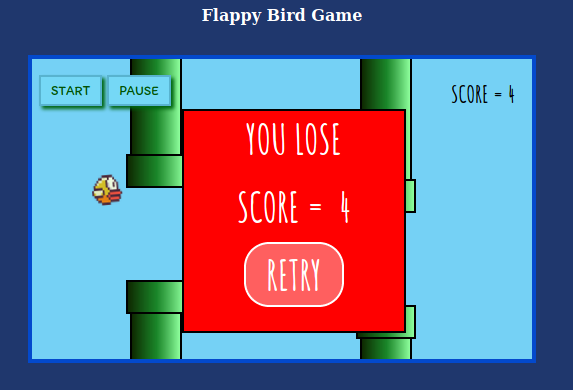 Flappy Bird Game
START PAUSE
SCORE = 4
YOU LOSE
SCORE = 4
RETRY